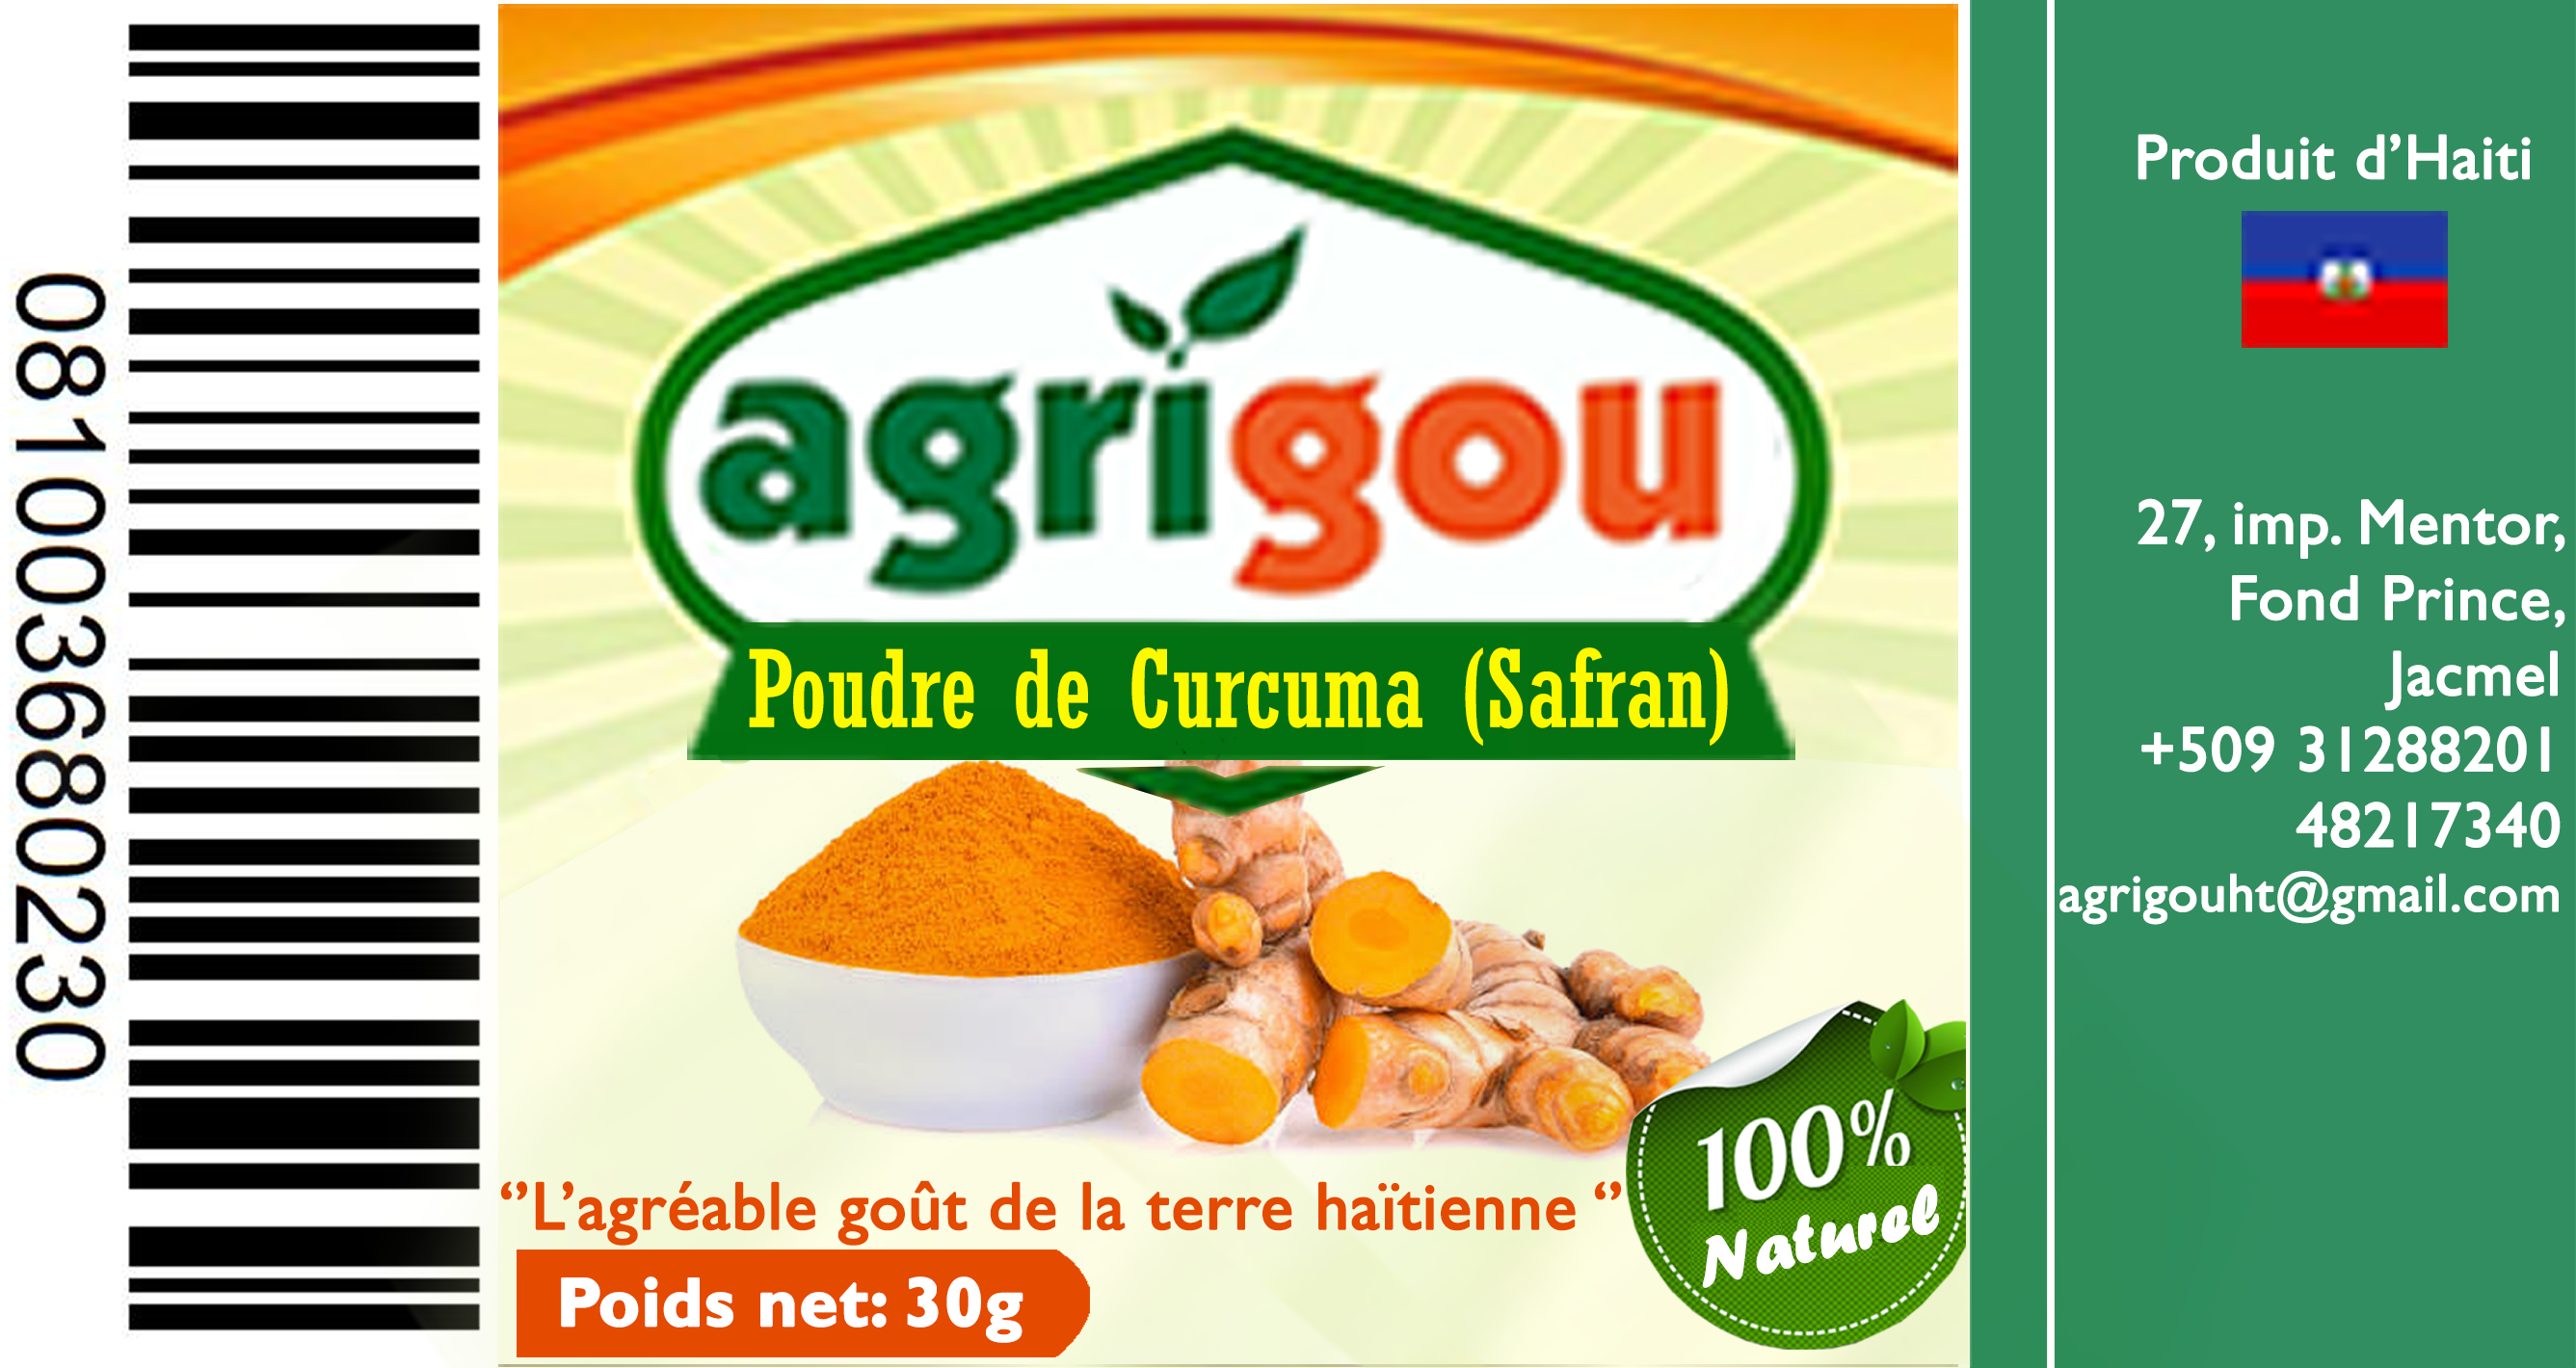 081003680230
agrigou
Poudre de Curcuma (Safran)
‘’L’agréable goût de la terre haïtienne ‘’
Poids net: 30g
100%
Naturel
Produit d’Haiti
27, imp. Mentor,
Fond Prince,
Jacmel
+509 31288201
48217340
agrigouht@gmail.com